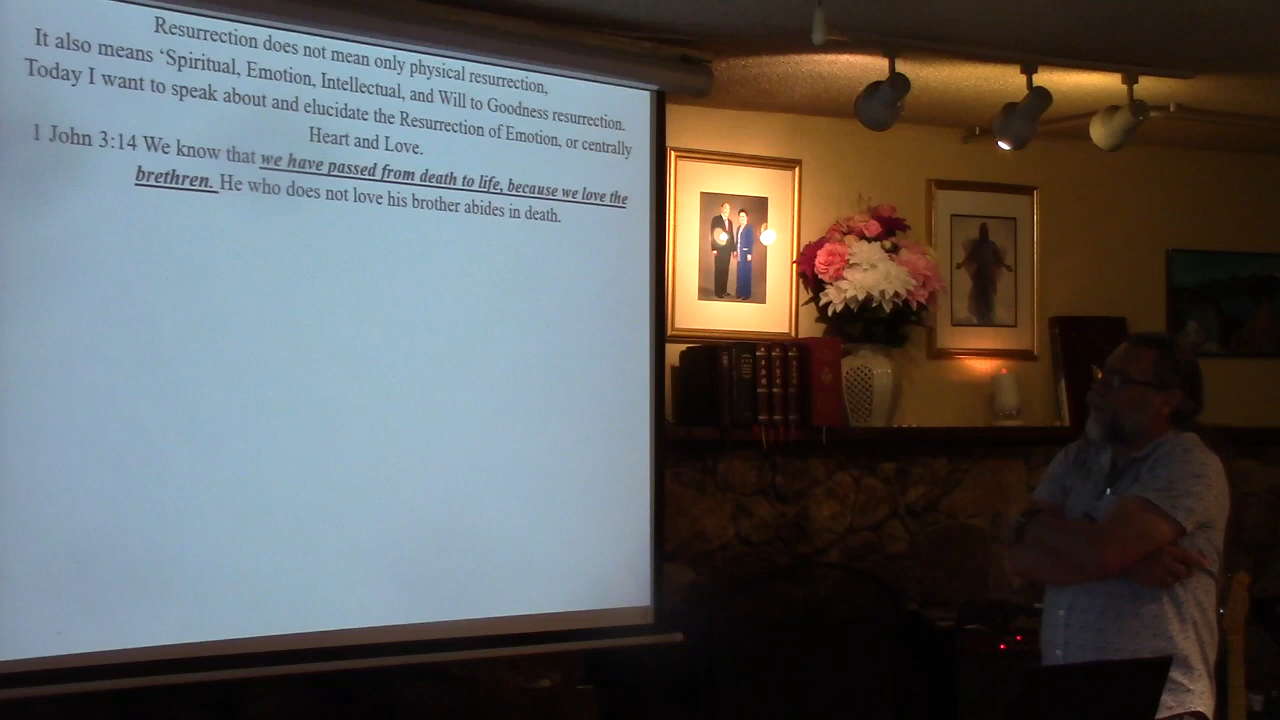 Resurrection does not mean only physical resurrection,
It also means ‘Spiritual, Emotion, Intellectual, and Will to Goodness resurrection.
Today I want to speak about and elucidate the Resurrection of Emotion, or centrally
Heart and Love.
1 John 3:14 We know that we have passed from death to life, because we love the
brethren. He who does not love his brother abides in death.